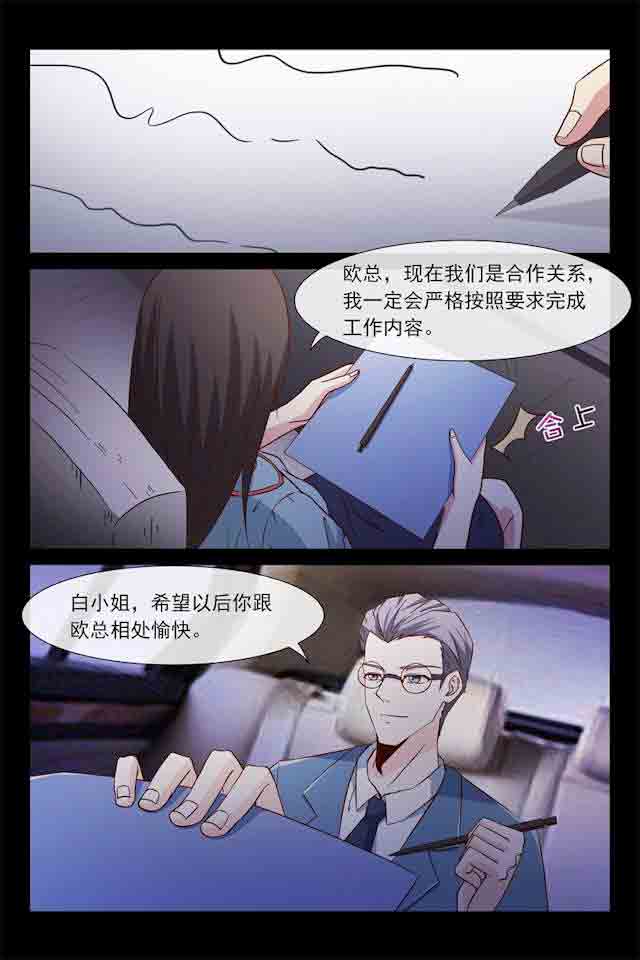 欧总，现在我们是合作关系，
我一定会严格按照要求完成
工作内容。
合上
白小姐，希望以后你跟
欧总相处愉快。